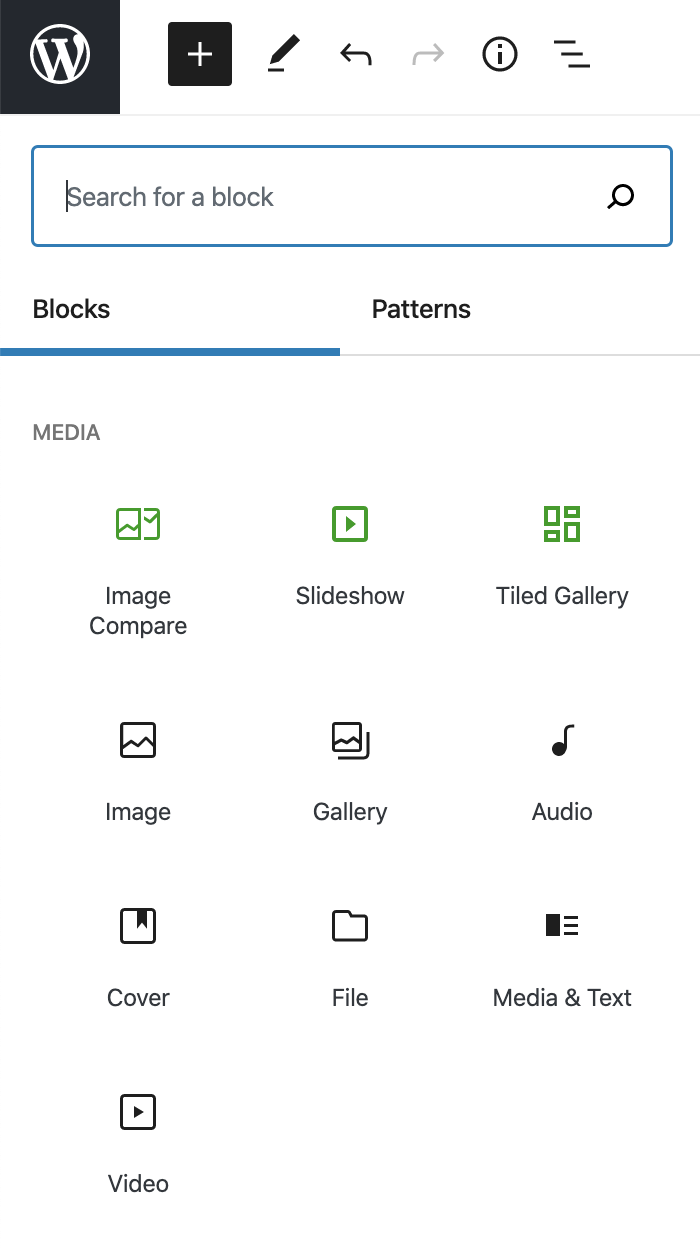 Search for a block
Blocks
Patterns
MEDIA
Image
Compare
Slideshow
Tiled Gallery
Image
Gallery
Audio
Cover
File
Media & Text
Video